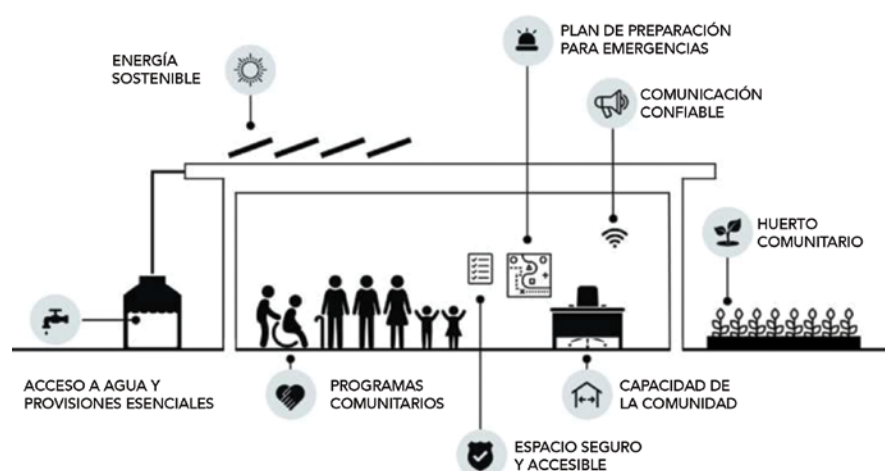 PLAN DE PREPARACIÓN
PARA EMERGENCIAS
ENERGÍA
SOSTENIBLE
COMUNICACIÓN
CONFIABLE
HUERTO
COMUNITARIO
ACCESO A AGUA Y
PROVISIONES ESENCIALES
PROGRAMAS
COMUNITARIOS
CAPACIDAD DE
LA COMUNIDAD
ESPACIO SEGURO
Y ACCESIBLE